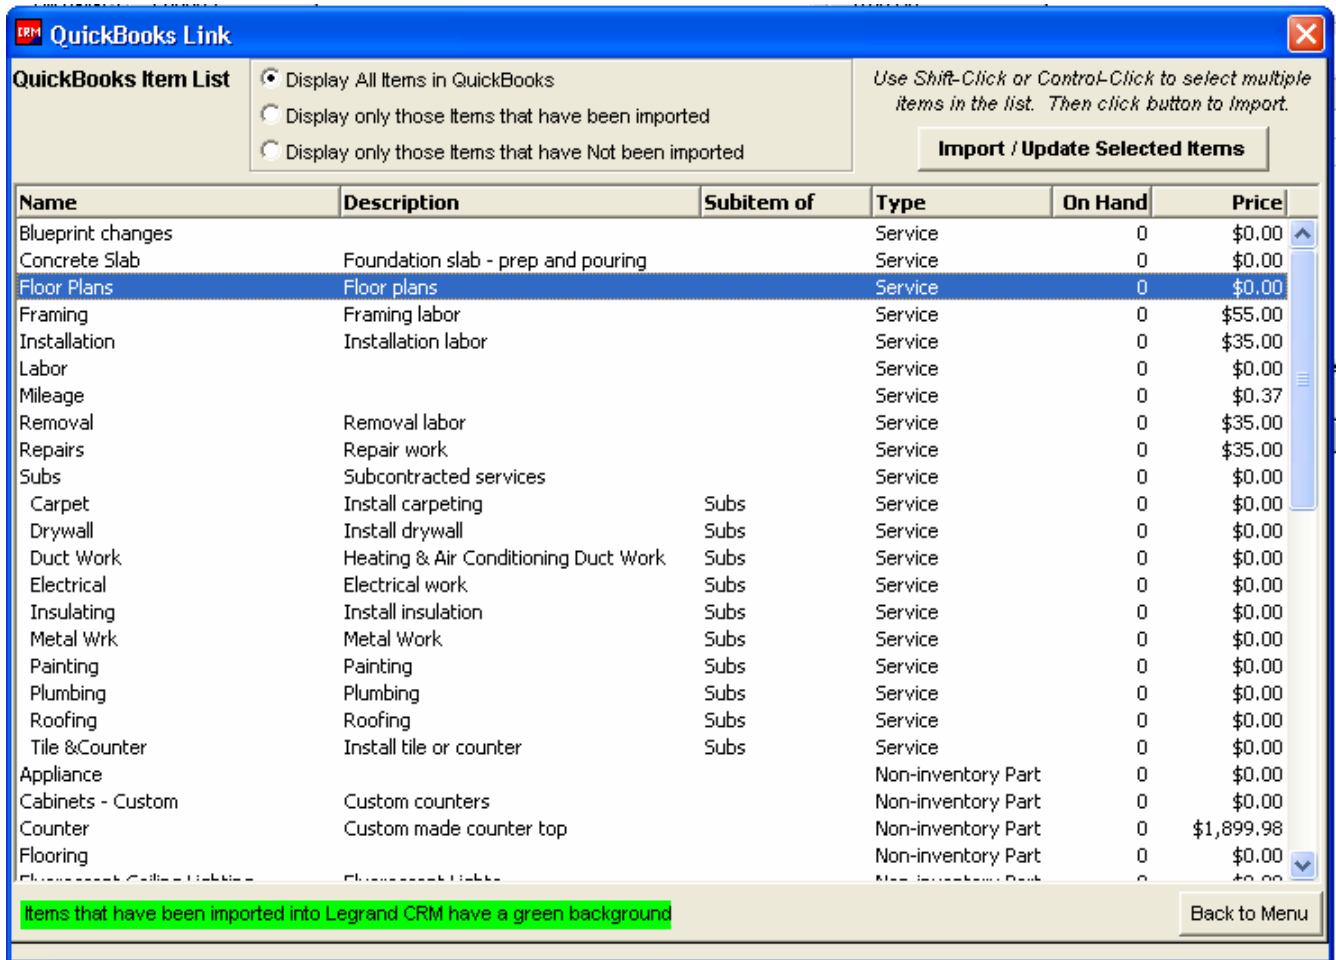 CRM QuickBooks Link
QuickBooks Item List
Display All Items in QuickBooks
Display only those Items that have been imported
Display only those Items that have Not been imported
Use Shift-Click or Control-Click to select multiple
items in the list. Then click button to Import.
Import / Update Selected Items
Name Description Subitem of Type On Hand Price
Blueprint changes Service 0 $0.00
Concrete Slab Foundation slab - prep and pouring Service 0 $0.00
Floor Plans Floor plans Service 0 $0.00
Framing Framing labor Service 0 $55.00
Installation Installation labor Service 0 $35.00
Labor Service 0 $0.00
Mileage Service 0 $0.37
Removal Removal labor Service 0 $35.00
Repairs Repair work Service 0 $35.00
Subs Subcontracted services Service 0 $0.00
Carpet Install carpeting Subs Service 0 $0.00
Drywall Install drywall Subs Service 0 $0.00
Duct Work Heating & Air Conditioning Duct Work Subs Service 0 $0.00
Electrical Electrical work Subs Service 0 $0.00
Insulating Install insulation Subs Service 0 $0.00
Metal Wrk Metal Work Subs Service 0 $0.00
Painting Painting Subs Service 0 $0.00
Plumbing Plumbing Subs Service 0 $0.00
Roofing Roofing Subs Service 0 $0.00
Tile &Counter Install tile or counter Subs Service 0 $0.00
Appliance Non-inventory Part 0 $0.00
Cabinets - Custom Custom counters Non-inventory Part 0 $0.00
Counter Custom made counter top Non-inventory Part 0 $1,899.98
Flooring Non-inventory Part 0 $0.00
Items that have been imported into Legrand CRM have a green background
Back to Menu